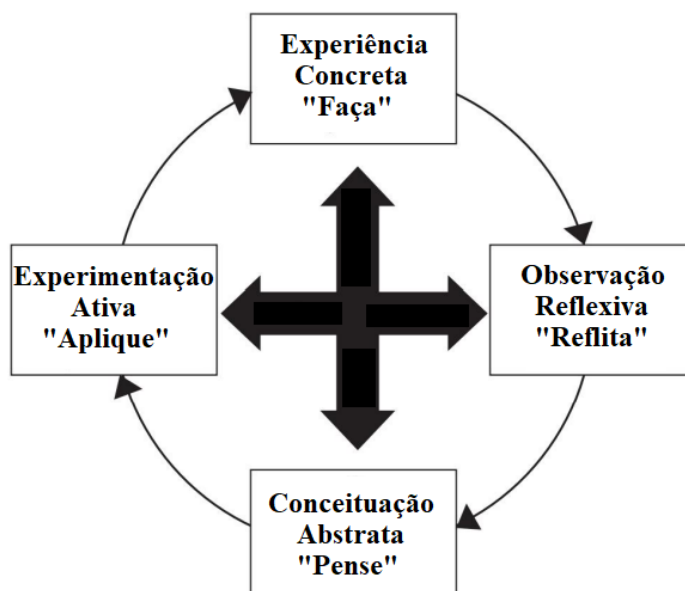 Experiência
Concreta
"Faça"
Observação
Reflexiva
"Reflita"
Conceituação
Abstrata
"Pense"
Experimentação
Ativa
"Aplique"